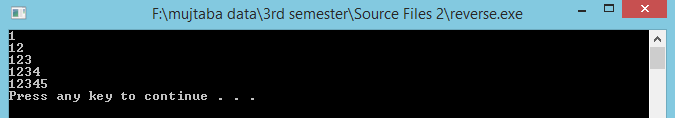 F:\mujtaba data\3rd semester\Source Files 2\reverse.exe
1
12
123
1234
12345
Press any key to continue . . .